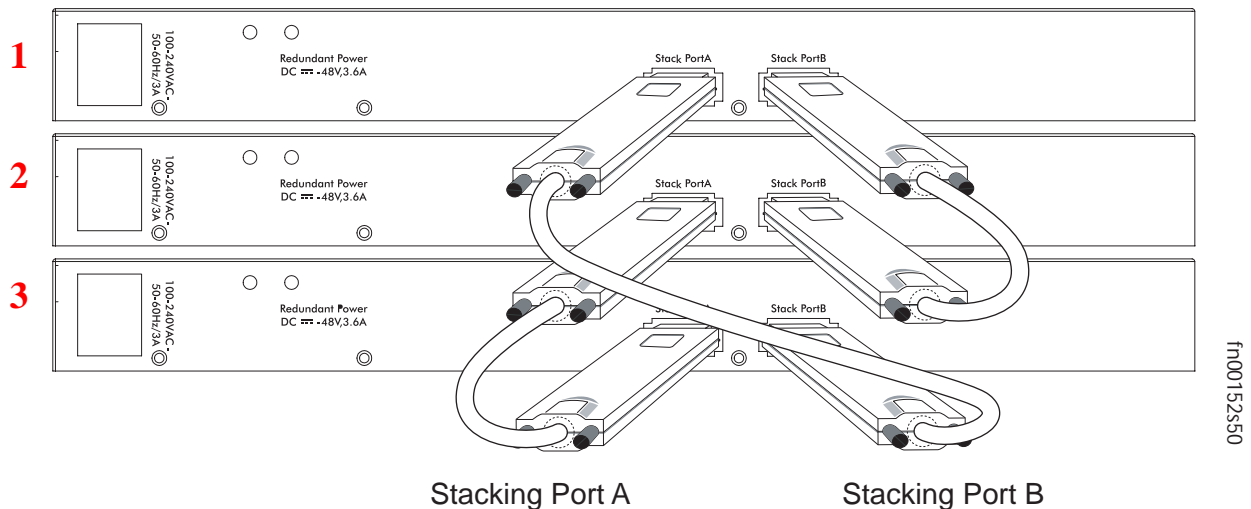 1
100-240VAC-
50-60Hz/3A
Redundant Power
DC -48V,3.6A
Stack PortA
Stack PortB
2
100-240VAC-
50-60Hz/3A
Redundant Power
DC -48V,3.6A
Stack PortA
Stack PortB
3
100-240VAC-
50-60Hz/3A
Redundant Power
DC -48V,3.6A
Stack PortB
Stacking Port A
Stacking Port B
fn00152s50